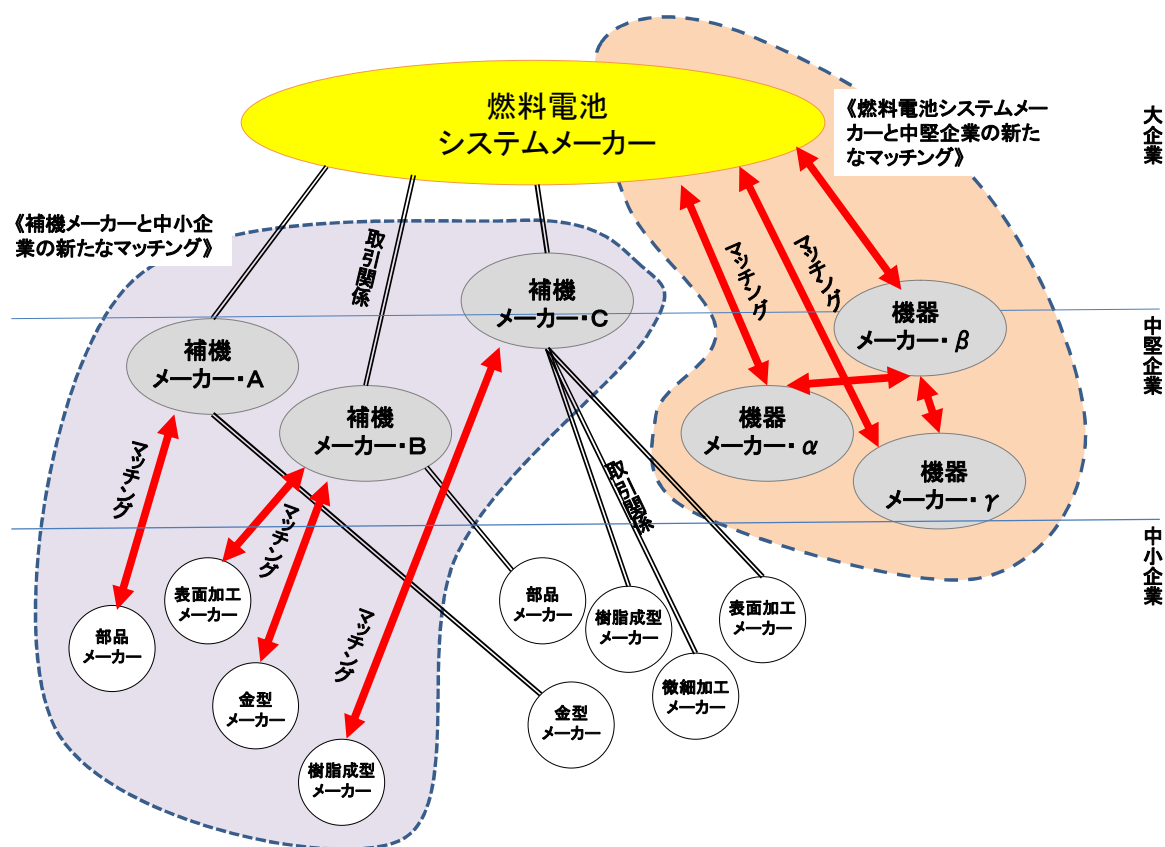 燃料電池
システムメーカー
《燃料電池システムメー
カーと中堅企業の新た
なマッチング》
大企業
《補機メーカーと中小企
業の新たなマッチング》
取引関係
マッチング
マッチング
補機
メーカー・C
機器
メーカー・β
中堅企業
補機
メーカー・A
補機
メーカー・B
機器
メーカー・α
機器
メーカー・γ
マッチング
マッチング
マッチング
取引関係
中小企業
表面加工
メーカー
部品
メーカー
部品
メーカー
樹脂成型
メーカー
表面加工
メーカー
金型
メーカー
微細加工
メーカー
金型
メーカー
樹脂成型
メーカー